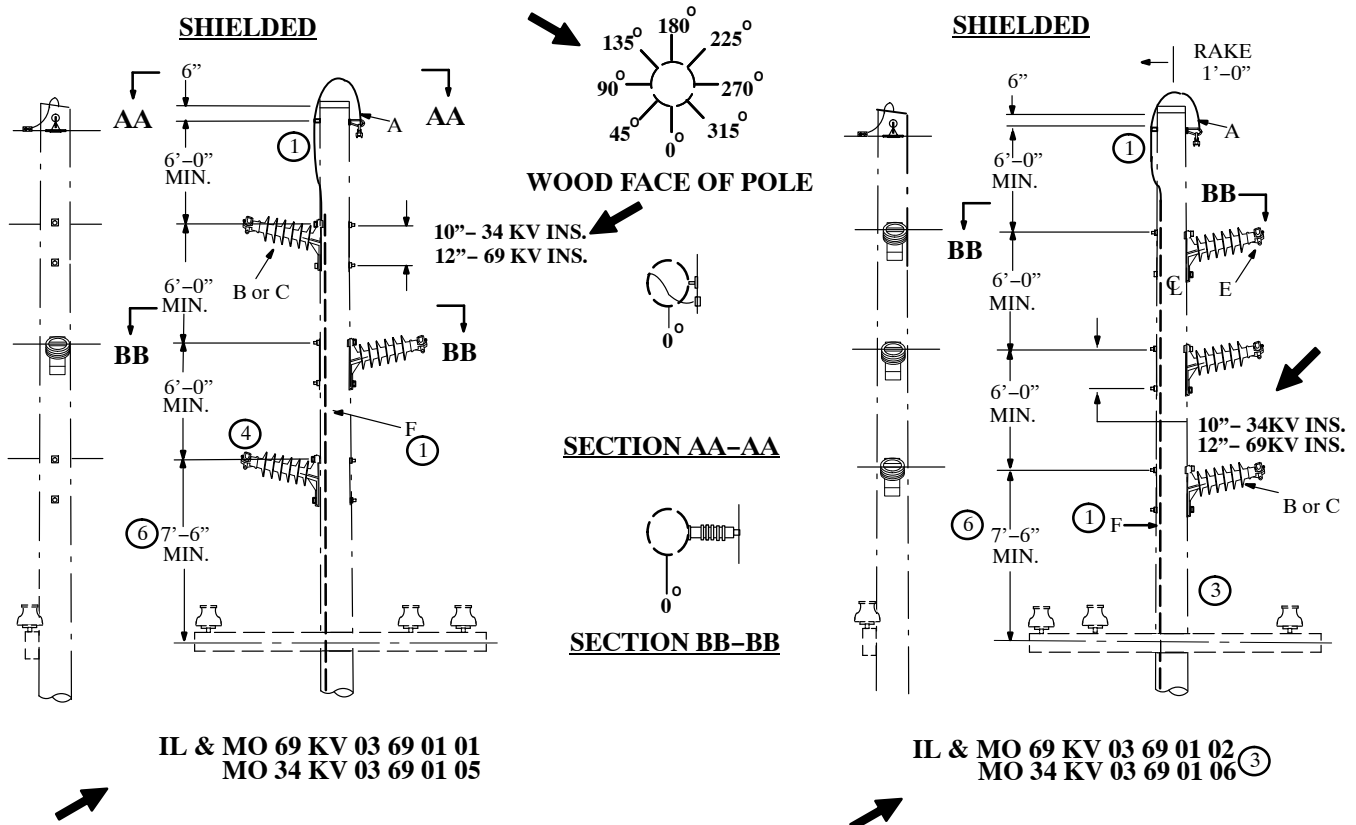 SHIELDED
6”
AA
AA
A
1
6’–0”
MIN.
10”– 34 KV INS.
12”– 69 KV INS.
B or C
6’–0”
MIN.
BB
BB
6’–0”
MIN.
4
F
1
6
7’–6”
MIN.
IL & MO 69 KV 03 69 01 01
MO 34 KV 03 69 01 05
180°
135°
225°
90°
270°
45°
315°
0°
WOOD FACE OF POLE
0°
SECTION AA–AA
0°
SECTION BB–BB
SHIELDED
RAKE
1’–0”
6”
A
1
6’–0”
MIN.
BB
BB
6’–0”
MIN.
℄
E
6’–0”
MIN.
10”– 34KV INS.
12”– 69KV INS.
B or C
6
7’–6”
MIN.
1
F
3
IL & MO 69 KV 03 69 01 02
MO 34 KV 03 69 01 06
3